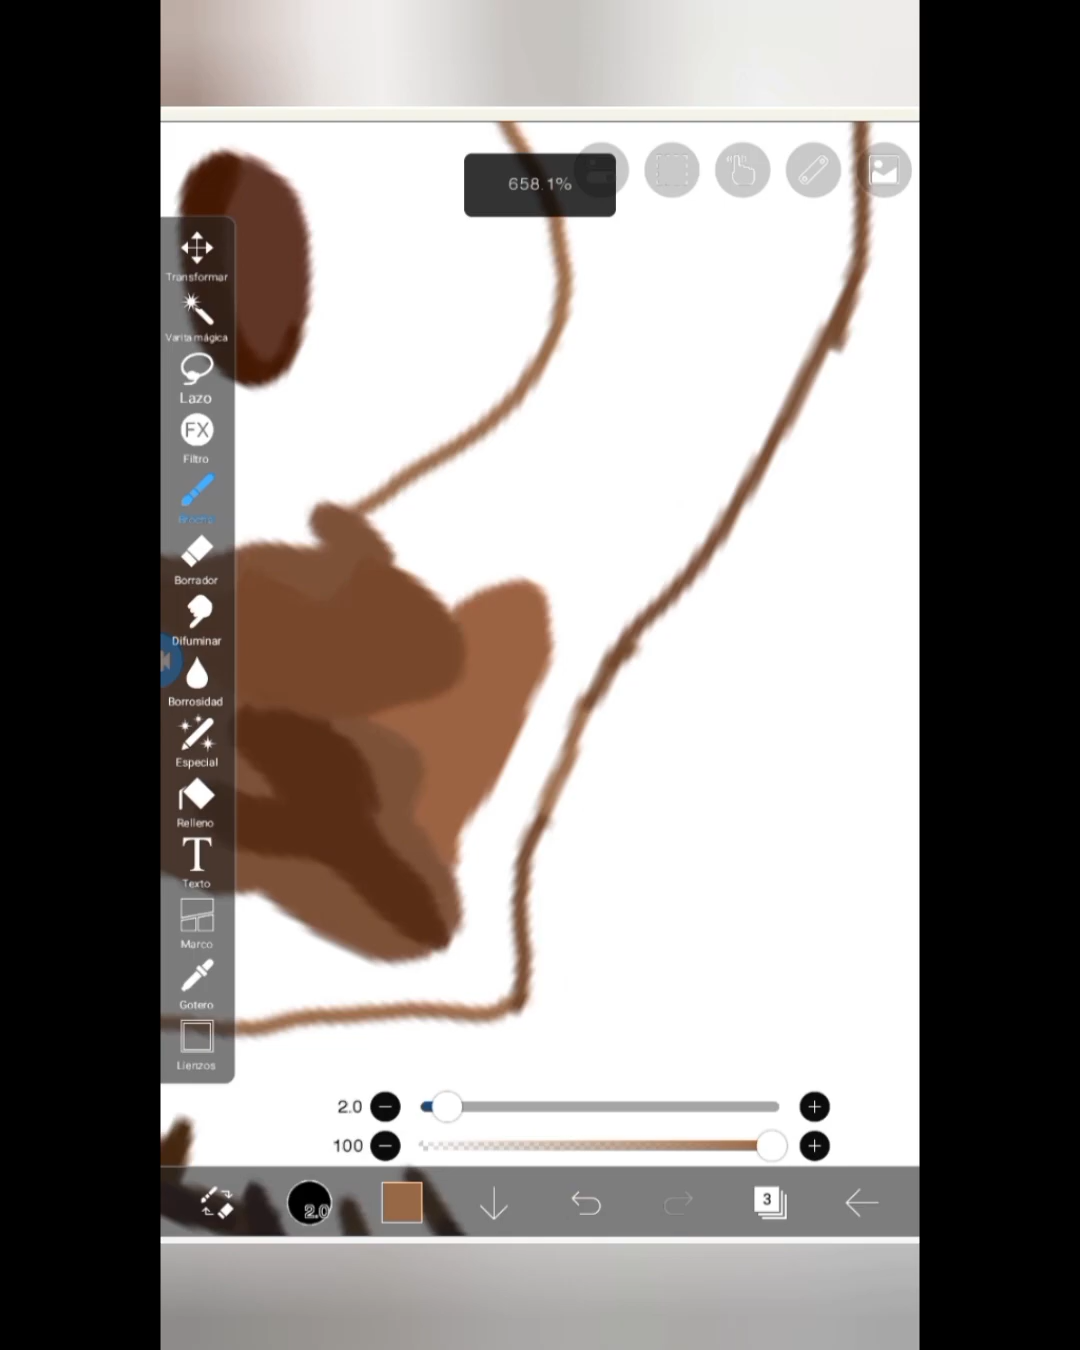 658.1%
Transformar
Varita mágica
Lazo
FX
Filtro
Brocha
Borrador
Difuminar
Borrosidad
Especial
Relleno
T
Texto
Marco
Gotero
Lienzos
2.0
100
2.0
3